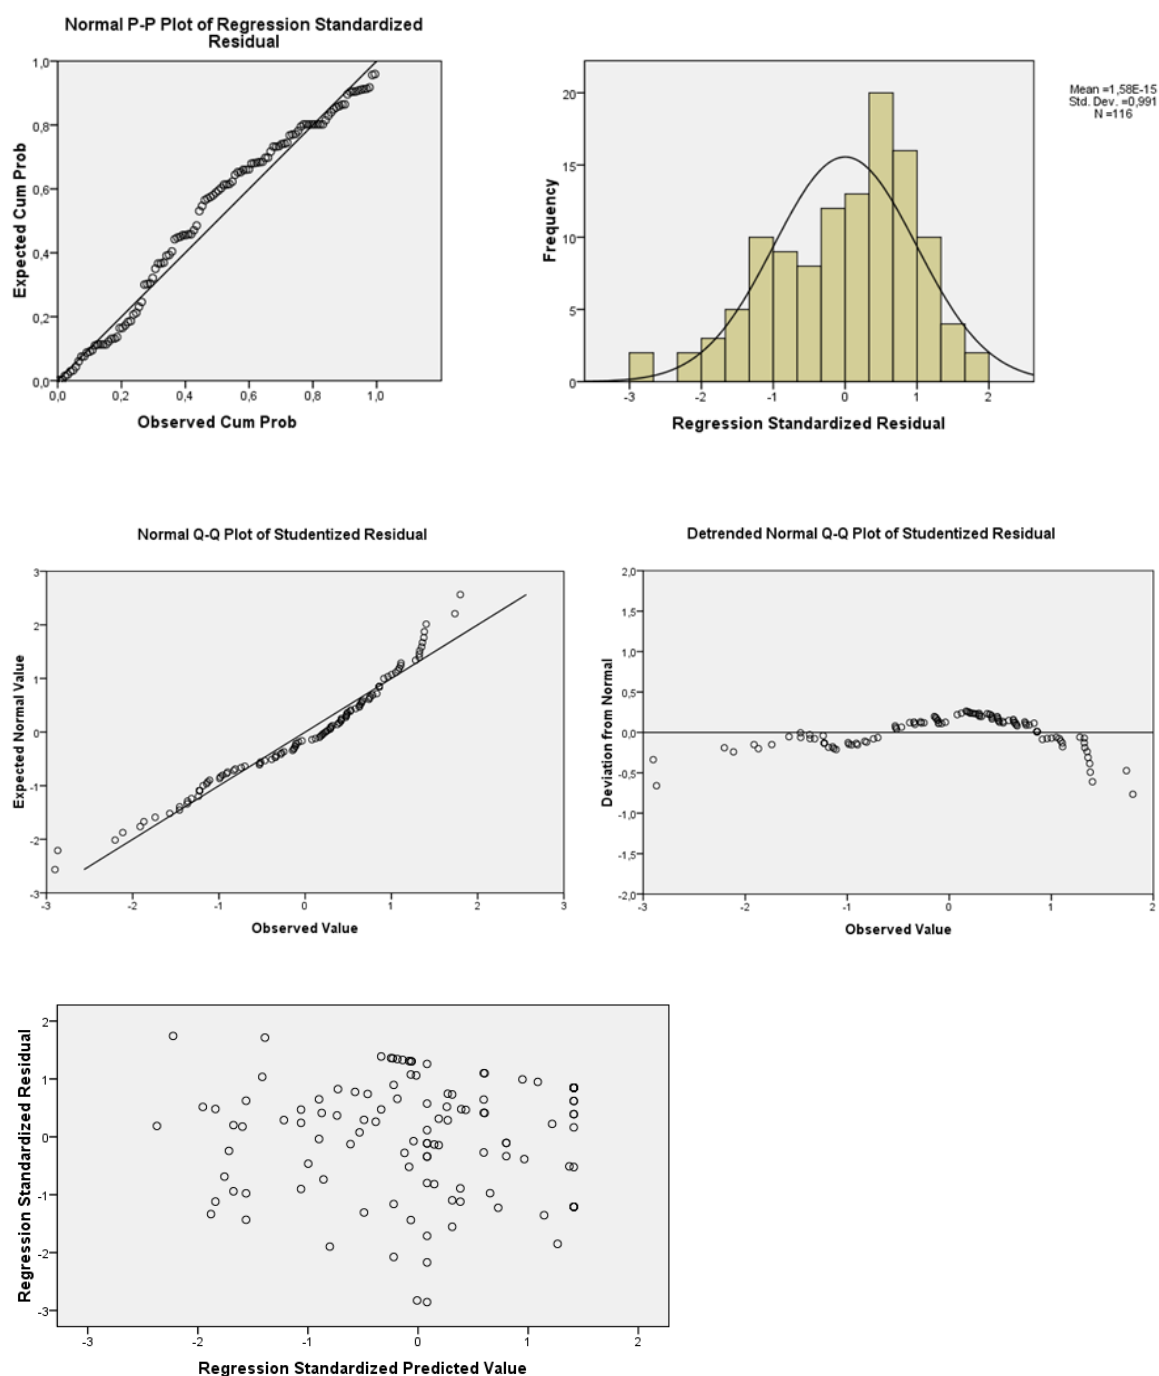 Normal P-P Plot of Regression Standardized
Residual
1,0
0,8
0,6
0,4
0,2
0,0
Expected Cum Prob
0,0 0,2 0,4 0,6 0,8 1,0
Observed Cum Prob
20
15
10
5
0
Frequency
-3 -2 -1 0 1 2
Regression Standardized Residual
Mean =1,58E-15
Std. Dev. =0,991
N =116
Normal Q-Q Plot of Studentized Residual
3
2
1
0
-1
-2
-3
Expected Normal Value
-3 -2 -1 0 1 2 3
Observed Value
Detrended Normal Q-Q Plot of Studentized Residual
2,0
1,5
1,0
0,5
0,0
-0,5
-1,0
-1,5
-2,0
Deviation from Normal
-3 -2 -1 0 1 2
Observed Value
2
1
0
-1
-2
-3
Regression Standardized Residual
-3 -2 -1 0 1 2
Regression Standardized Predicted Value